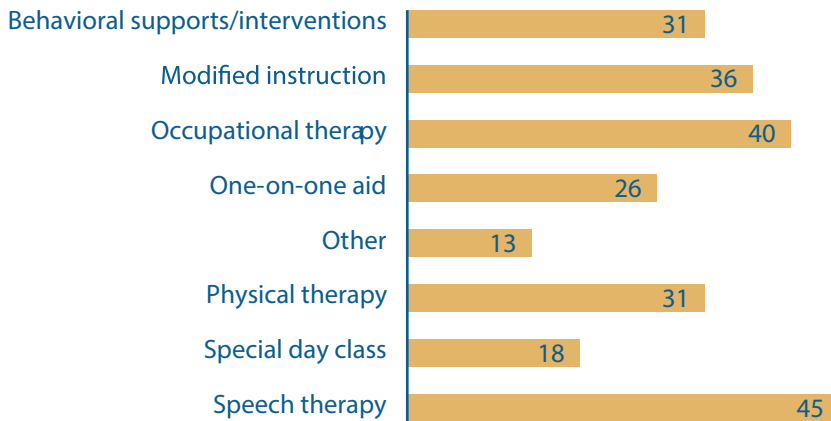 Behavioral supports/interventions 31
Modified instruction 36
Occupational therapy 40
One-on-one aid 26
Other 13
Physical therapy 31
Special day class 18
Speech therapy 45